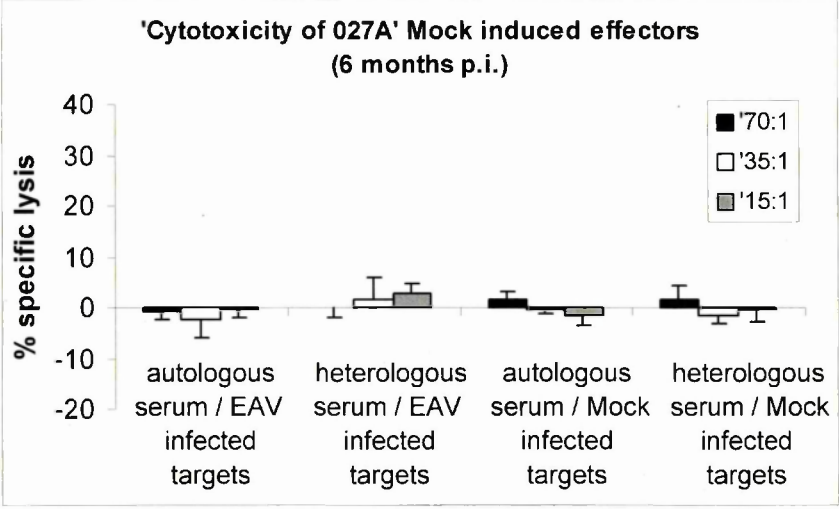 'Cytotoxicity of 027A' Mock induced effectors
(6 months p.i.)
% specific lysis
40
30
20
10
0
-10
-20
'70:1
'35:1
'15:1
autologous
serum / EAV
infected
targets
heterologous
serum / EAV
infected
targets
autologous
serum / Mock
infected
targets
heterologous
serum / Mock
infected
targets